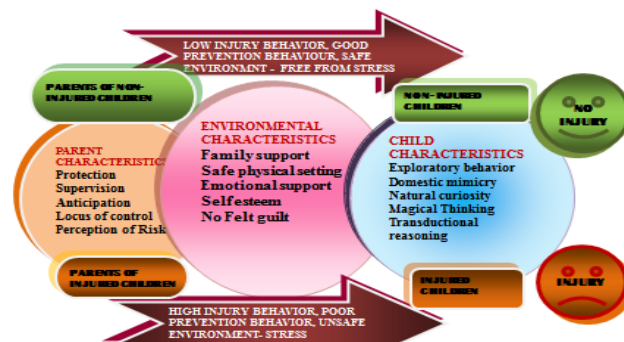 LOW INJURY BEHAVIOR, GOOD
PREVENTION BEHAVIOUR, SAFE
ENVIRONMNT - FREE FROM STRESS
PARENTS OF NON-
INJURED CHILDREN
NON-INJURED
CHILDREN
NO
INJURY
PARENT
CHARACTERISTICS
Protection
Supervision
Anticipation
Locus of control
Perception of Risk
ENVIRONMENTAL
CHARACTERISTICS
Family support
Safe physical setting
Emotional support
Selfesteem
No Felt guilt
CHILD
CHARACTERISTICS
Exploratory behavior
Domestic mimicry
Natural curiosity
Magical Thinking
Transductional
reasoning
PARENTS OF
INJURED CHILDREN
INJURED
CHILDREN
INJURY
HIGH INJURY BEHAVIOR, POOR
PREVENTION BEHAVIOR, UNSAFE
ENVIRONMENT- STRESS